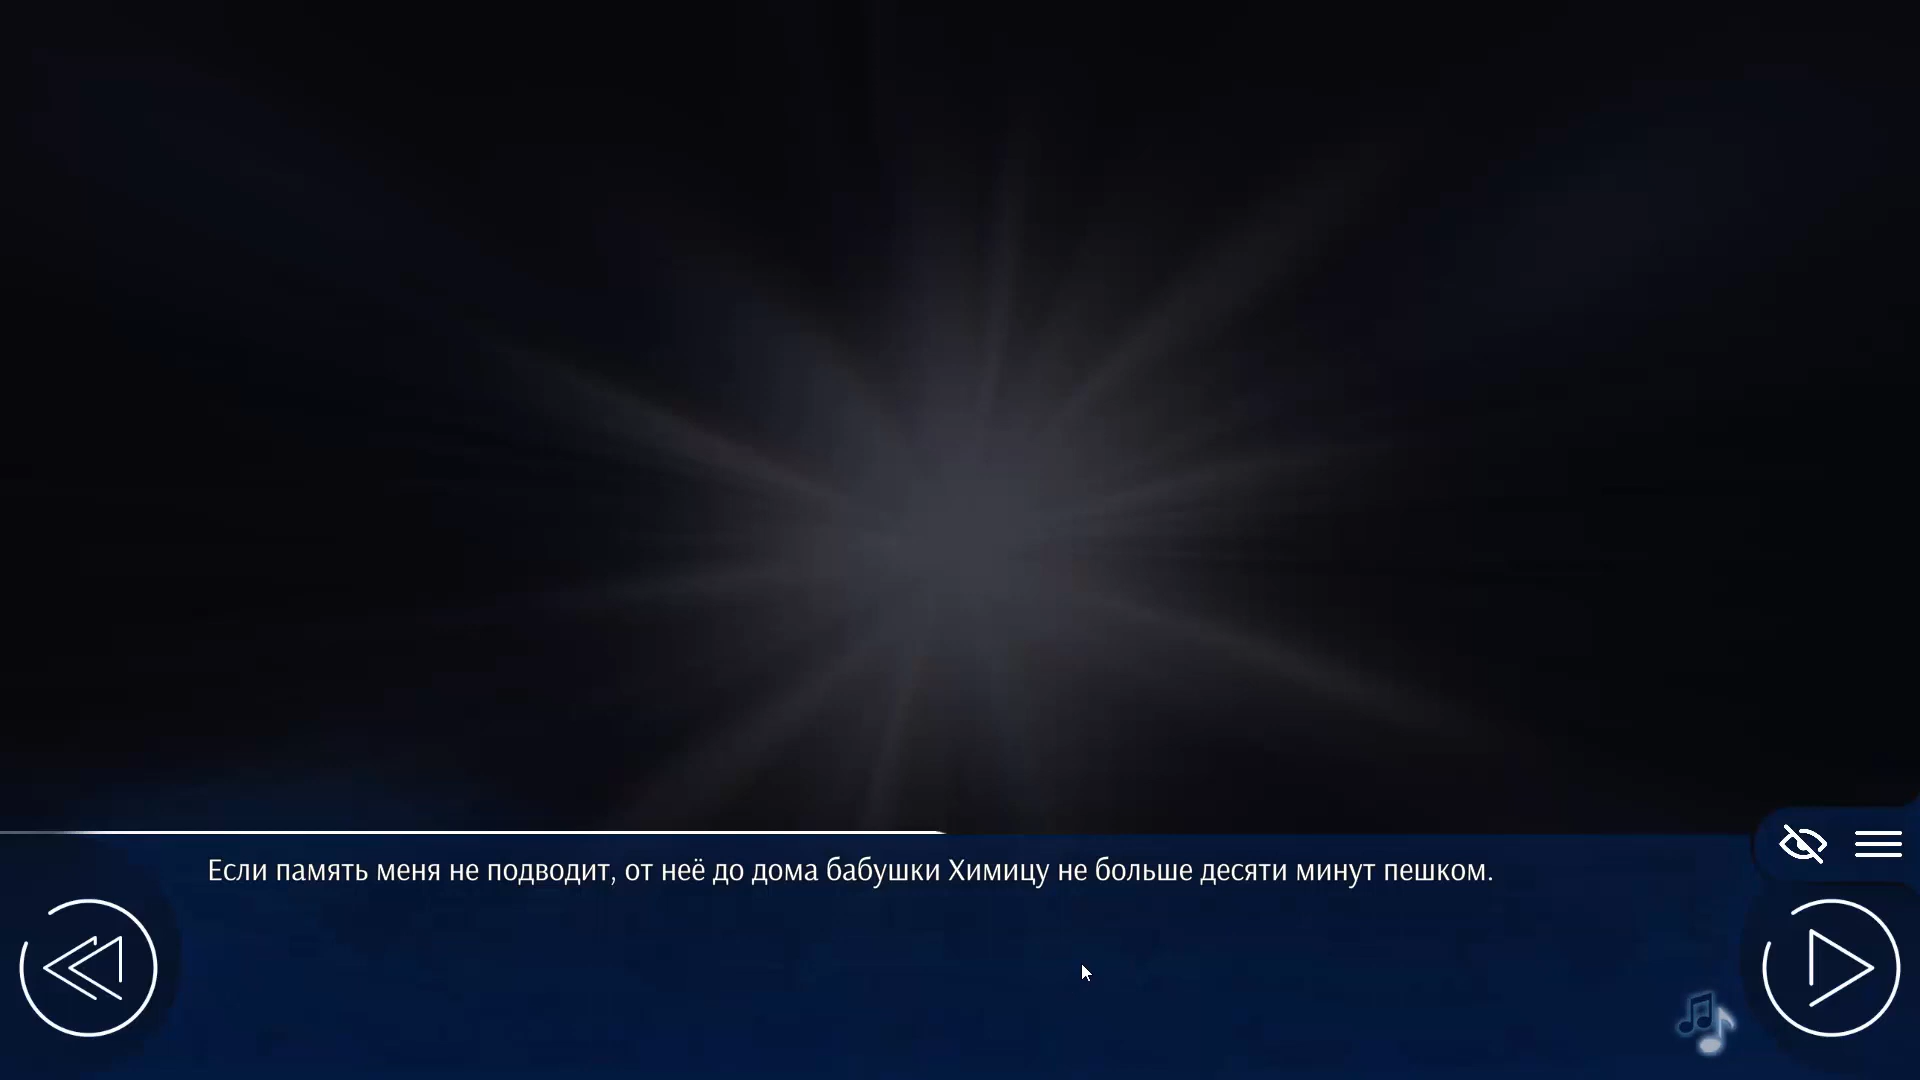 Если память меня не подводит, от неё до дома бабушки Химицу не больше десяти минут пешком.